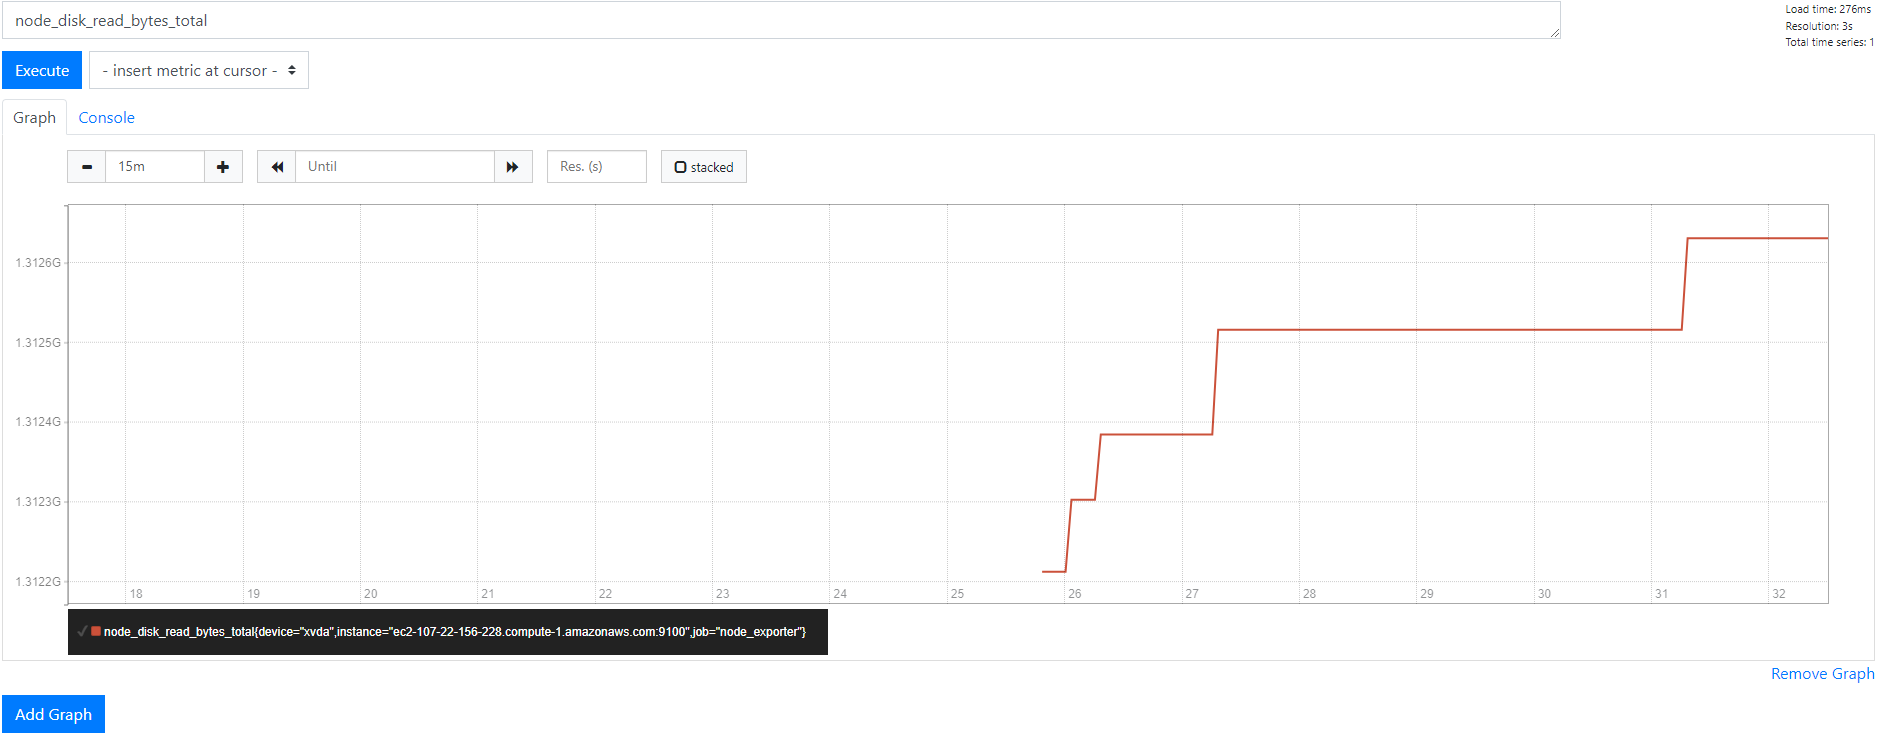 node_disk_read_bytes_total
Load time: 276ms
Resolution: 3s
Total time series: 1
Execute
- insert metric at cursor -
Graph
Console
15m
Until
Res. (s)
stacked
1.3126G
1.3125G
1.3124G
1.3123G
1.3122G
18 19 20 21 22 23 24 25 26 27 28 29 30 31 32
node_disk_read_bytes_total{device="xvda",instance="ec2-107-22-156-228.compute-1.amazonaws.com:9100",job="node_exporter"}
Remove Graph
Add Graph